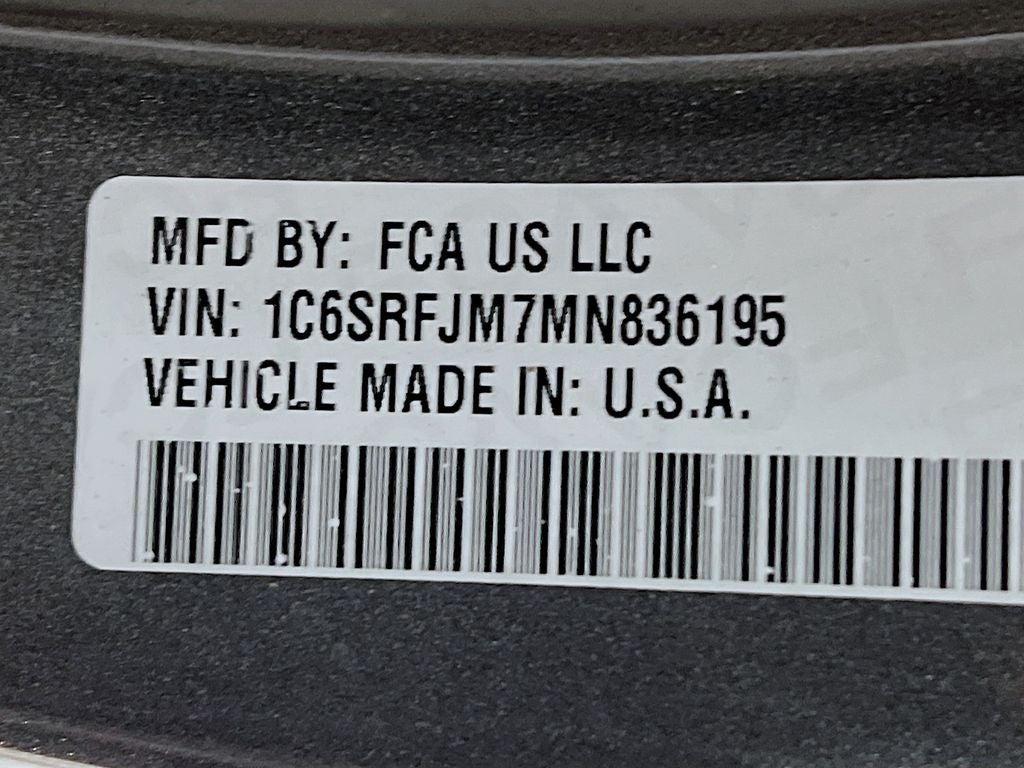 MFD BY: FCA US LLC
VIN: 1C6SRFJM7MN836195
VEHICLE MADE IN: U.S.A.